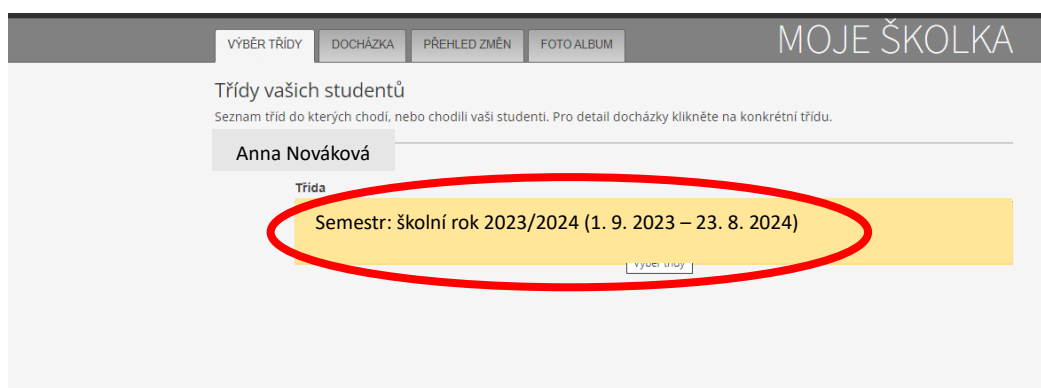 VÝBĚR TŘÍDY DOCHÁZKA PŘEHLED ZMĚN FOTO ALBUM MOJE ŠKOLKA
Třídy vašich studentů
Seznam tříd do kterých chodí, nebo chodili vaši studenti. Pro detail docházky klikněte na konkrétní třídu.
Anna Nováková
Třída
Semestr: školní rok 2023/2024 (1. 9. 2023 – 23. 8. 2024)
Výběr třídy